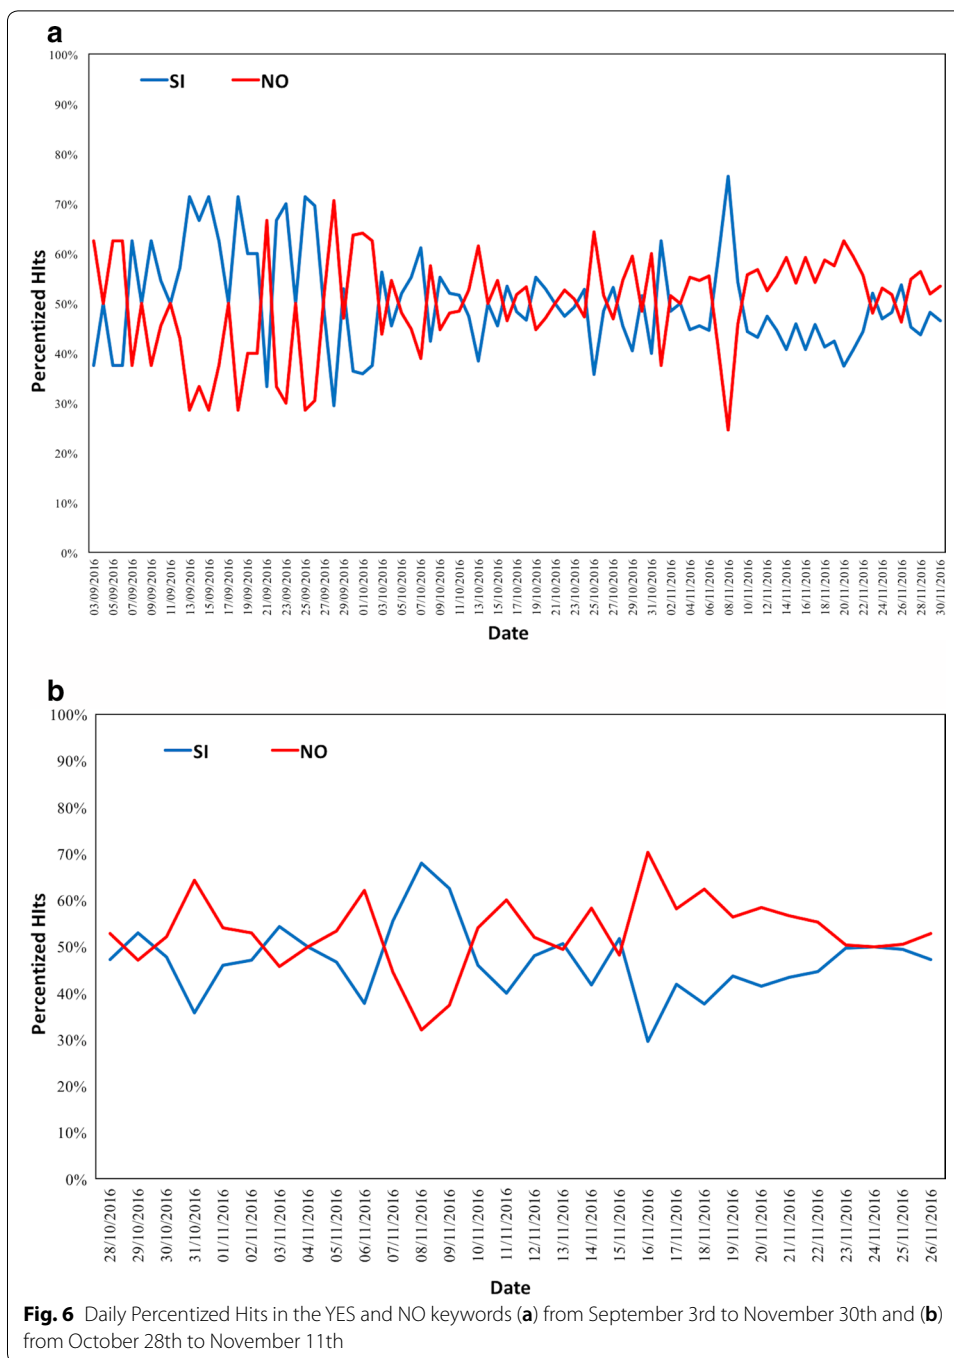 a
100%
90%
80%
70%
60%
50%
40%
30%
20%
10%
0%
SI NO
Percentized HIts
03/09/2016 05/09/2016 07/09/2016 09/09/2016 11/09/2016 13/09/2016 15/09/2016 17/09/2016 19/09/2016 21/09/2016 23/09/2016 25/09/2016 27/09/2016 29/09/2016 01/10/2016 03/10/2016 05/10/2016 07/10/2016 09/10/2016 11/10/2016 13/10/2016 15/10/2016 17/10/2016 19/10/2016 21/10/2016 23/10/2016 25/10/2016 27/10/2016 29/10/2016 31/10/2016 02/11/2016 04/11/2016 06/11/2016 08/11/2016 10/11/2016 12/11/2016 14/11/2016 16/11/2016 18/11/2016 20/11/2016 22/11/2016 24/11/2016 26/11/2016 28/11/2016 30/11/2016
Date
b
100%
90%
80%
70%
60%
50%
40%
30%
20%
10%
0%
SI NO
Percentized HIts
28/10/2016 29/10/2016 30/10/2016 31/10/2016 01/11/2016 02/11/2016 03/11/2016 04/11/2016 05/11/2016 06/11/2016 07/11/2016 08/11/2016 09/11/2016 10/11/2016 11/11/2016 12/11/2016 13/11/2016 14/11/2016 15/11/2016 16/11/2016 17/11/2016 18/11/2016 19/11/2016 20/11/2016 21/11/2016 22/11/2016 23/11/2016 24/11/2016 25/11/2016 26/11/2016
Date
Fig. 6 Daily Percentized Hits in the YES and NO keywords (a) from September 3rd to November 30th and (b)
from October 28th to November 11th